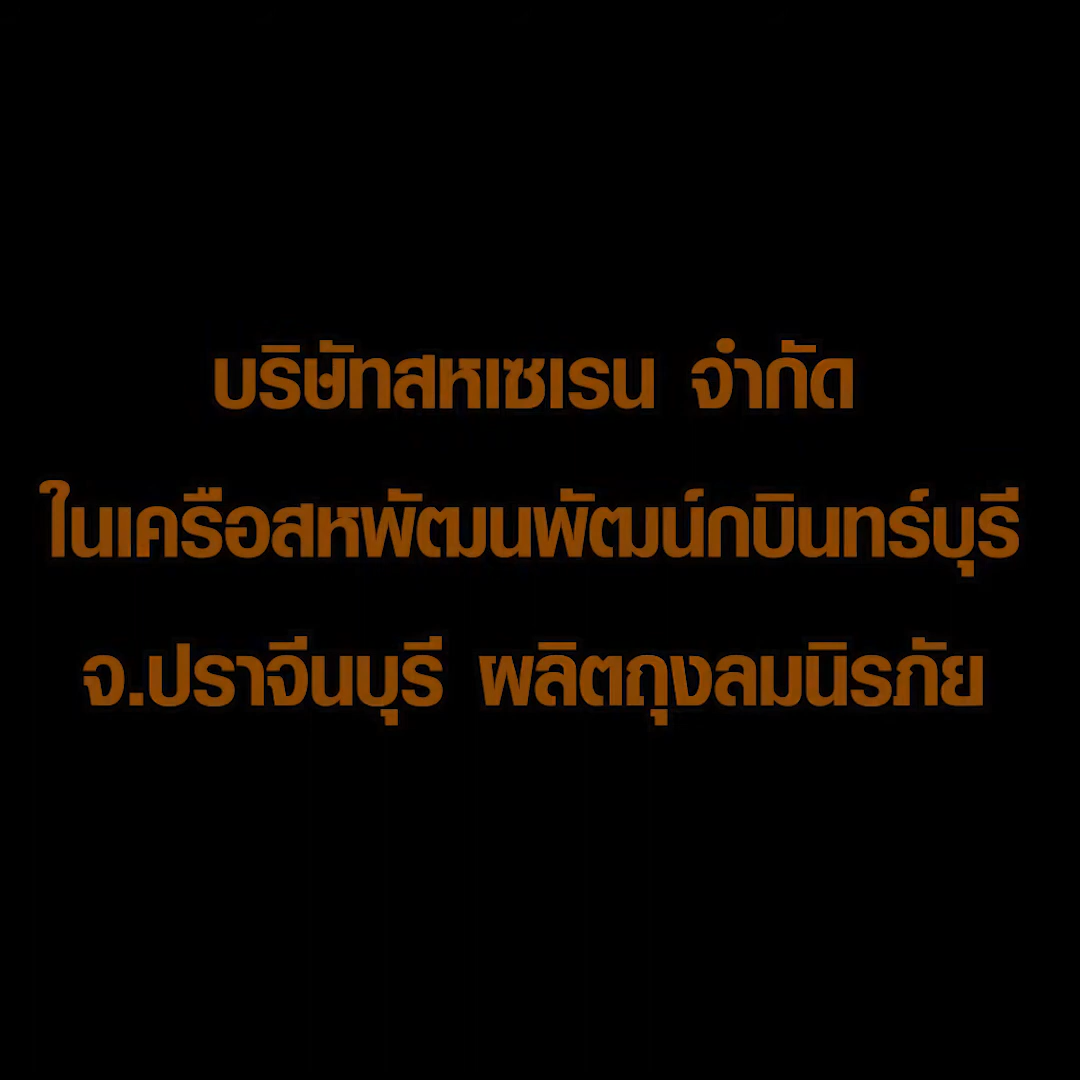 บริษัทสหเซเรน จำกัด
ในเครือสหพัฒนพัฒน์กบินทร์บุรี
จ.ปราจีนบุรี ผลิตถุงลมนิรภัย